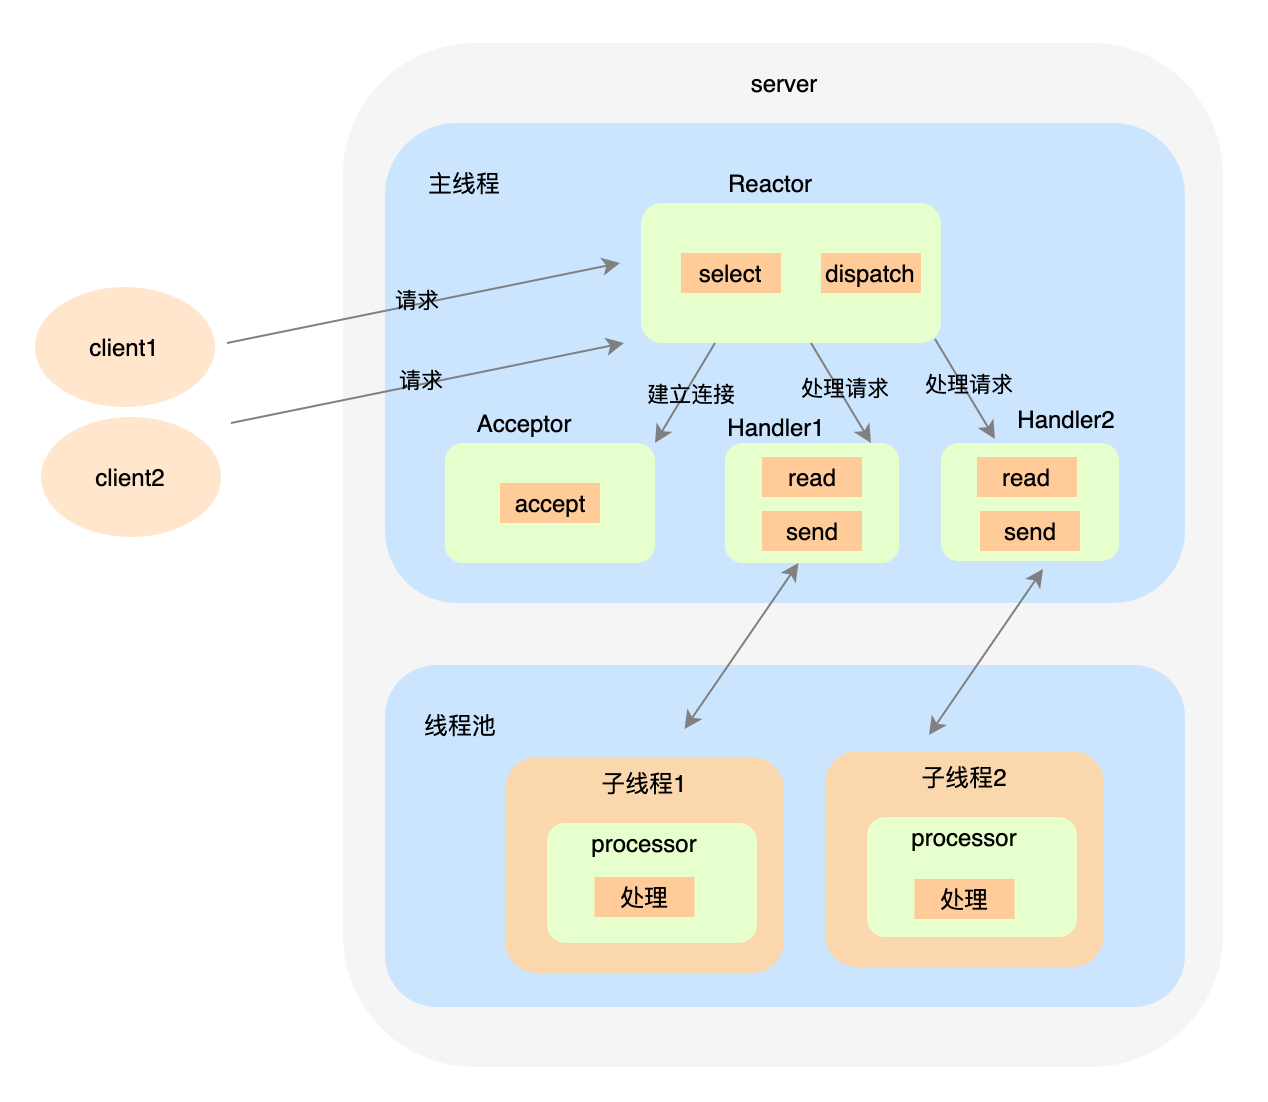 server
主线程
Reactor
select
dispatch
请求
client1
请求
client2
建立连接
处理请求
处理请求
Acceptor
Handler1
Handler2
accept
read
send
read
send
线程池
子线程1
processor
处理
子线程2
processor
处理